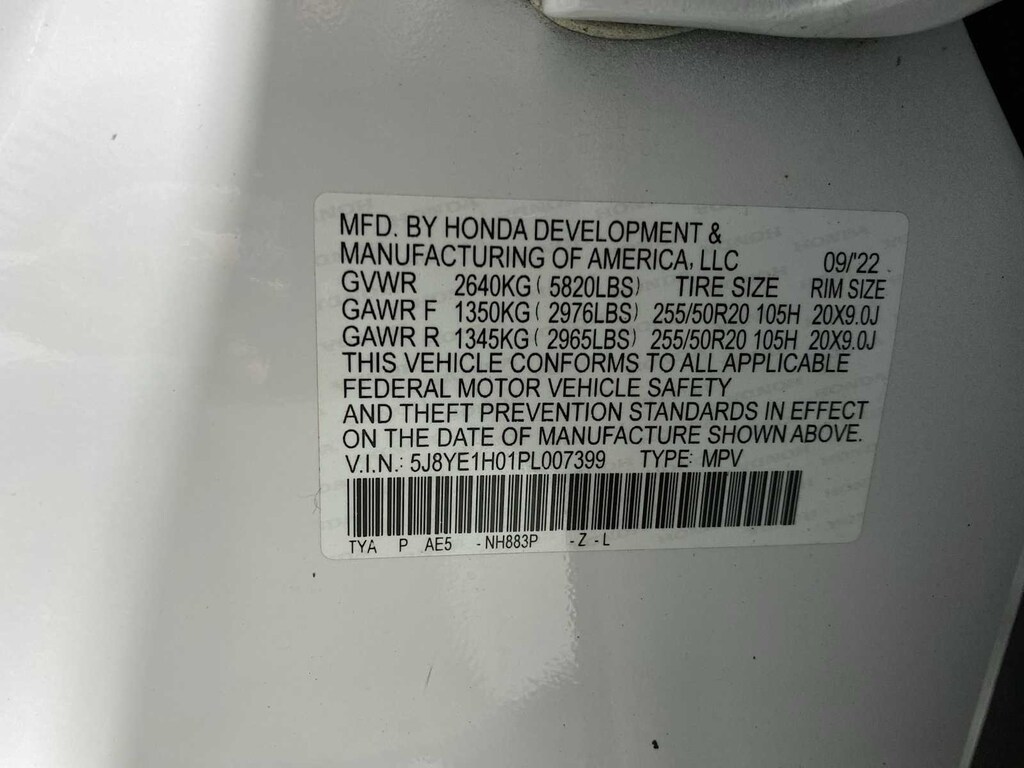 MFD. BY HONDA DEVELOPMENT &
MANUFACTURING OF AMERICA, LLC 09/'22
GVWR 2640KG ( 5820LBS) TIRE SIZE RIM SIZE
GAWR F 1350KG ( 2976LBS) 255/50R20 105H 20X9.0J
GAWR R 1345KG ( 2965LBS) 255/50R20 105H 20X9.0J
THIS VEHICLE CONFORMS TO ALL APPLICABLE
FEDERAL MOTOR VEHICLE SAFETY
AND THEFT PREVENTION STANDARDS IN EFFECT
ON THE DATE OF MANUFACTURE SHOWN ABOVE.
V.I.N.: 5J8YE1H01PL007399 TYPE: MPV
TYA P AE5 -NH883P -Z-L